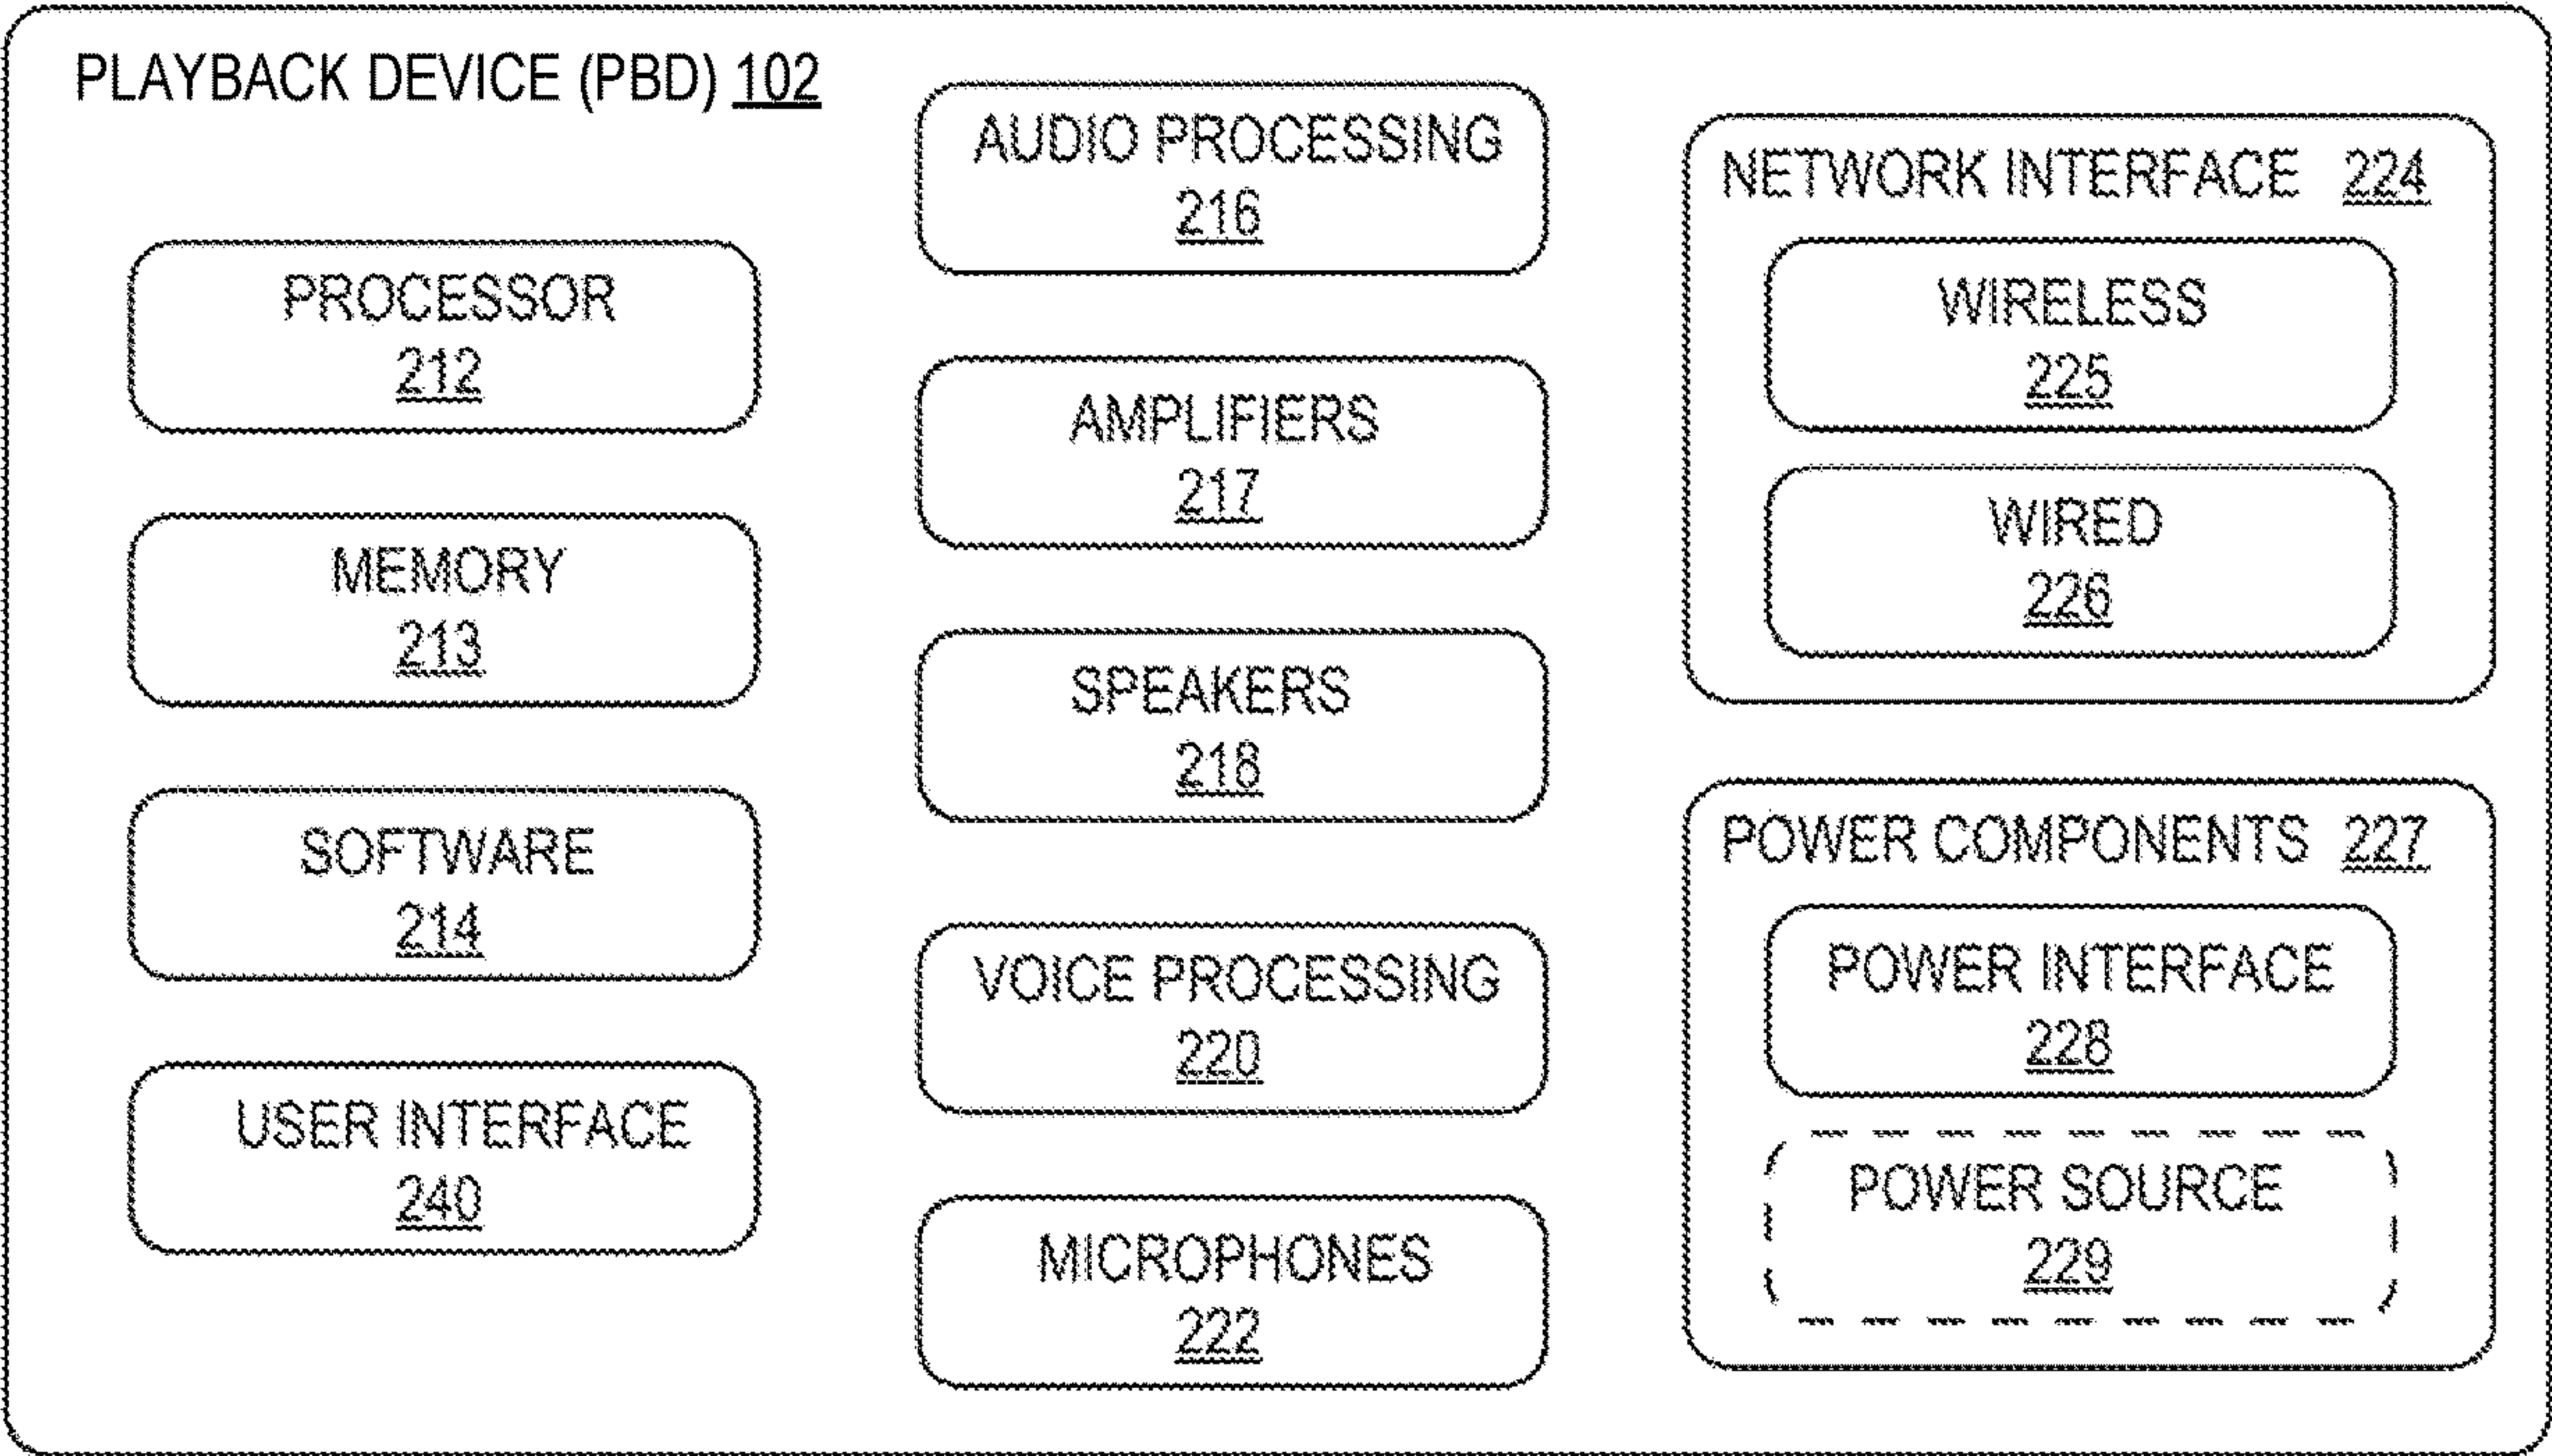 PLAYBACK DEVICE (PBD) 102
PROCESSOR
212
MEMORY
213
SOFTWARE
214
USER INTERFACE
240
AUDIO PROCESSING
216
AMPLIFIERS
217
SPEAKERS
218
VOICE PROCESSING
220
MICROPHONES
222
NETWORK INTERFACE 224
WIRELESS
225
WIRED
226
POWER COMPONENTS 227
POWER INTERFACE
228
POWER SOURCE
229